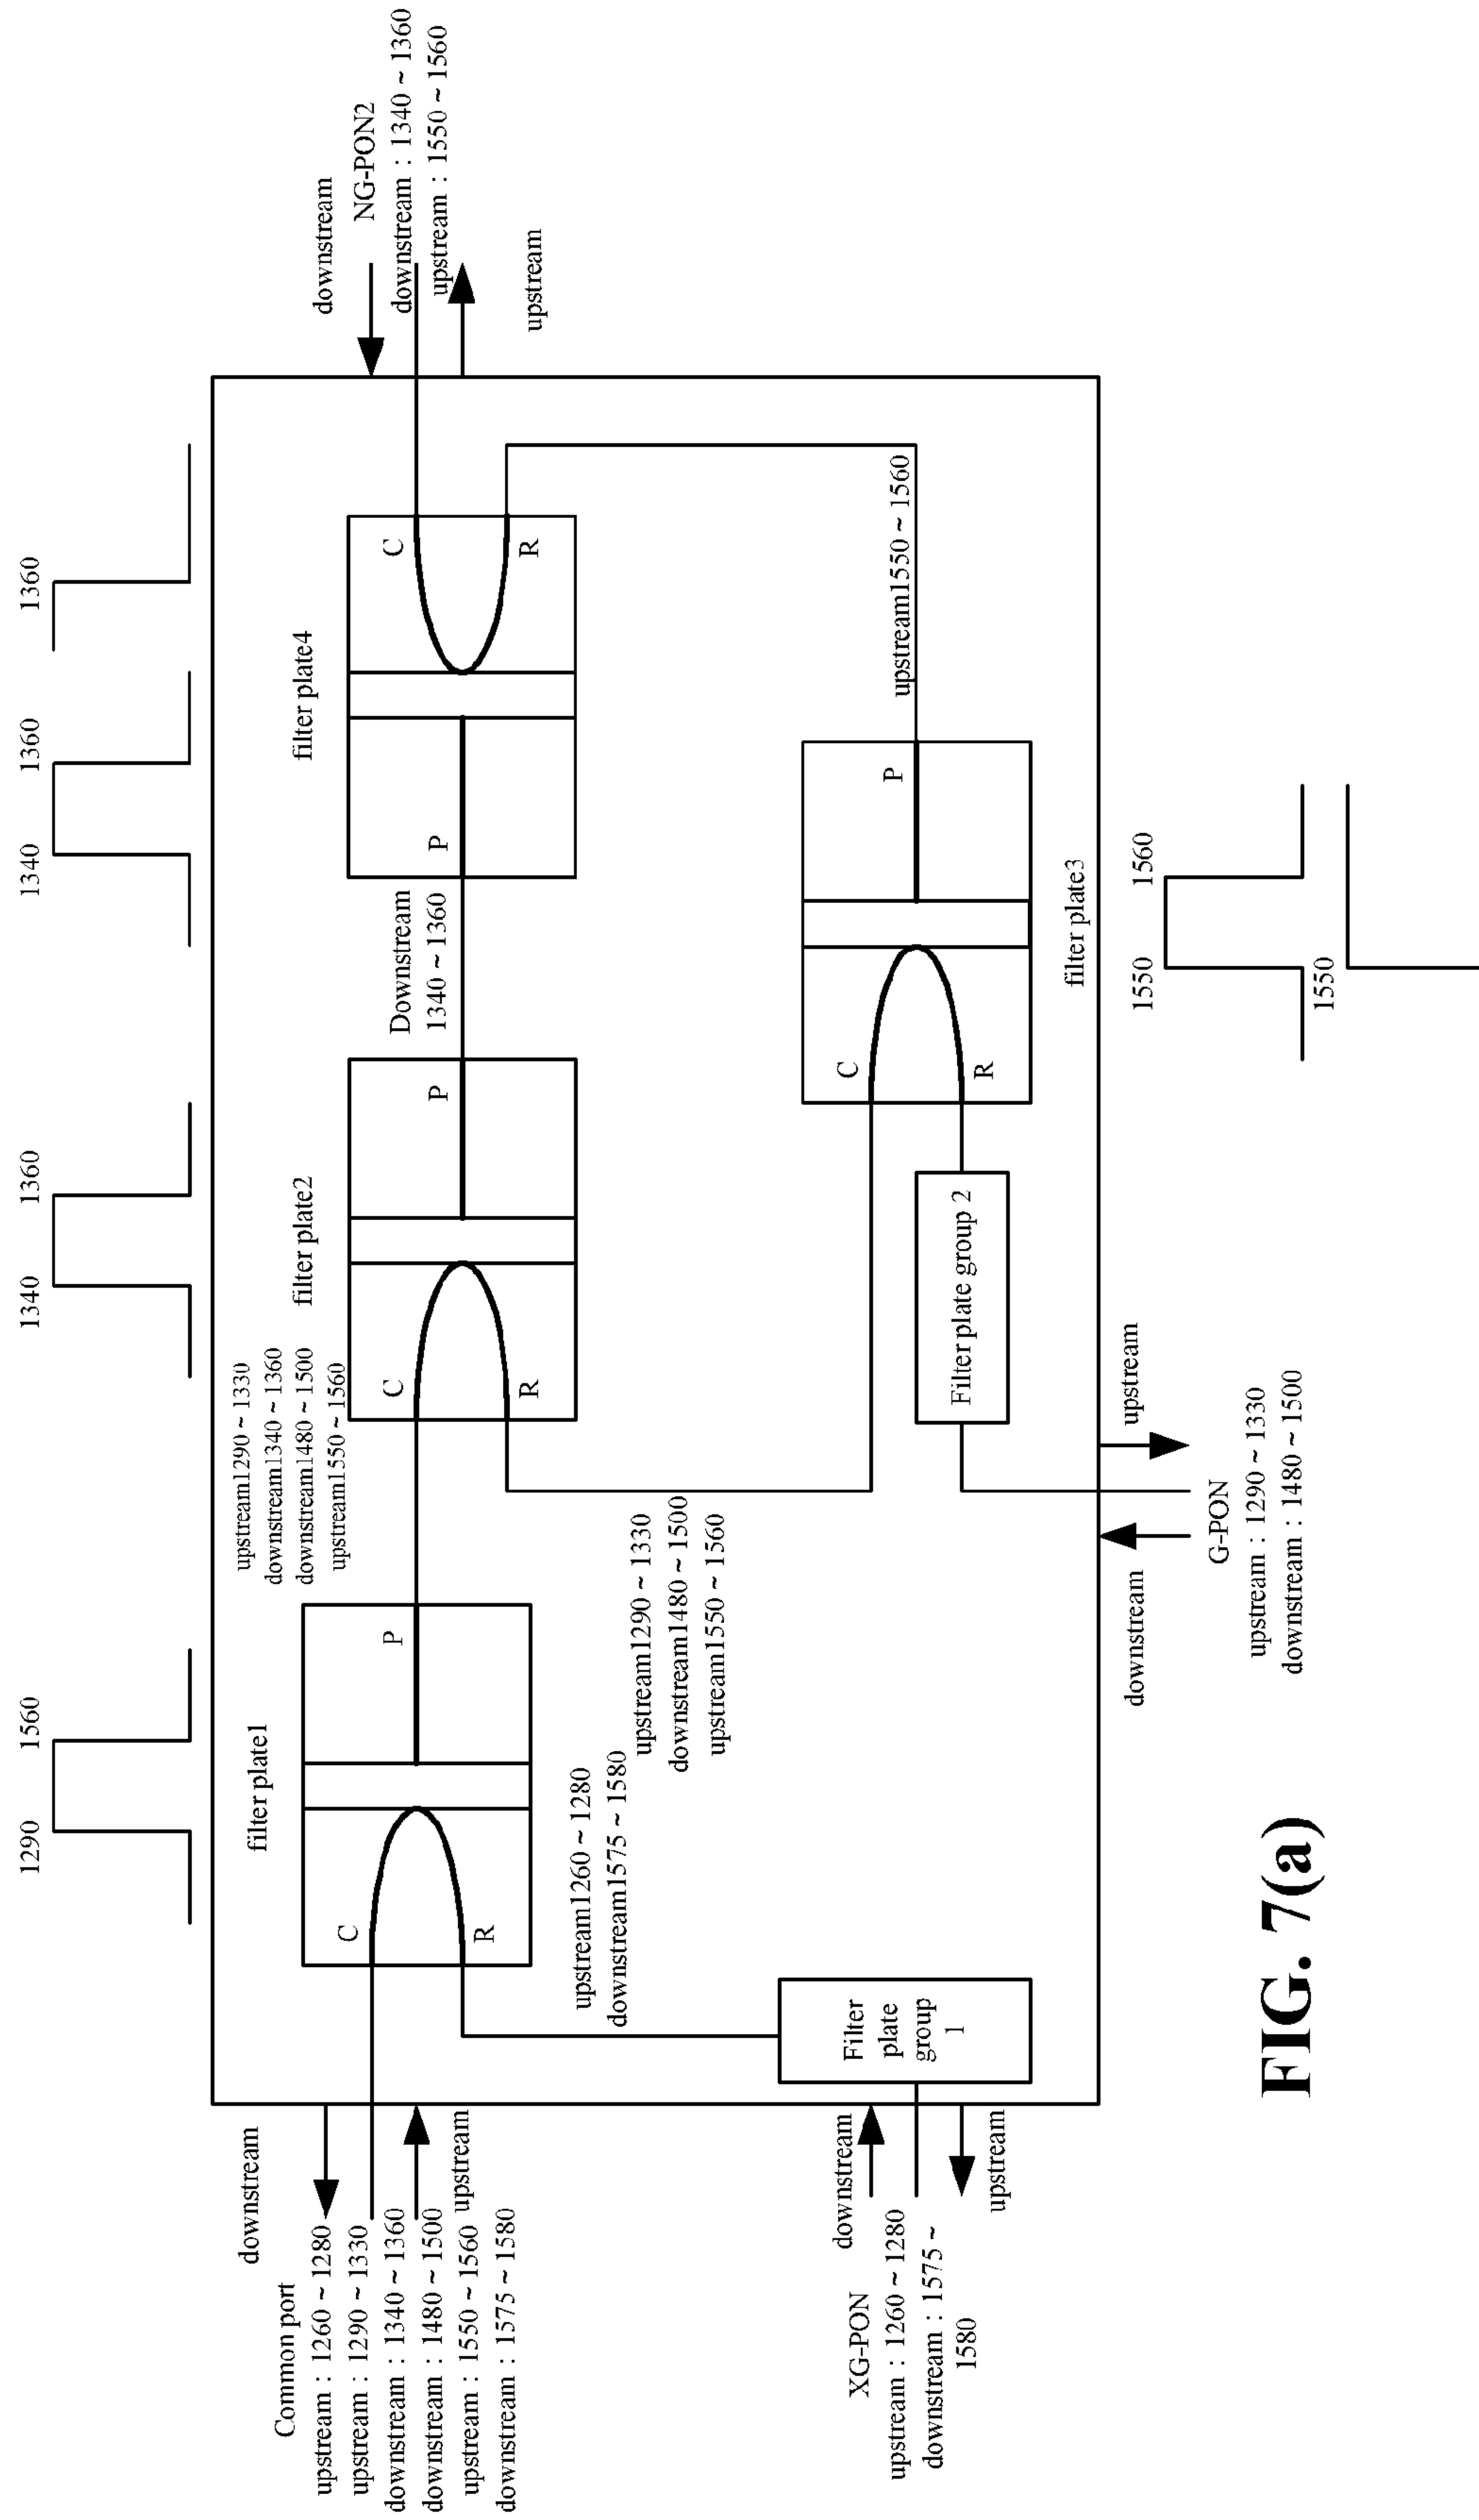 1290
1560
1340
1360
1340
1360
1360
filter plate1
C
R
P
upstream1290 ~ 1330
downstream1340 ~ 1360
downstream1480 ~ 1500
upstream1550 ~ 1560
filter plate2
C
R
P
Downstream
1340 ~ 1360
filter plate4
P
C
R
downstream
NG-PON2
downstream : 1340 ~ 1360
upstream : 1550 ~ 1560
upstream
downstream
Common port
upstream : 1260 ~ 1280
upstream : 1290 ~ 1330
downstream : 1340 ~ 1360
downstream : 1480 ~ 1500
upstream : 1550 ~ 1560
downstream : 1575 ~ 1580
upstream
upstream1260 ~ 1280
downstream1575 ~ 1580
upstream1290 ~ 1330
downstream1480 ~ 1500
upstream1550 ~ 1560
upstream1550 ~ 1560
downstream
XG-PON
upstream : 1260 ~ 1280
downstream : 1575 ~
1580
upstream
Filter
plate
group
1
C
R
P
Filter plate group 2
filter plate3
downstream
upstream
G-PON
upstream : 1290 ~ 1330
downstream : 1480 ~ 1500
1550
1560
1550
FIG. 7(a)